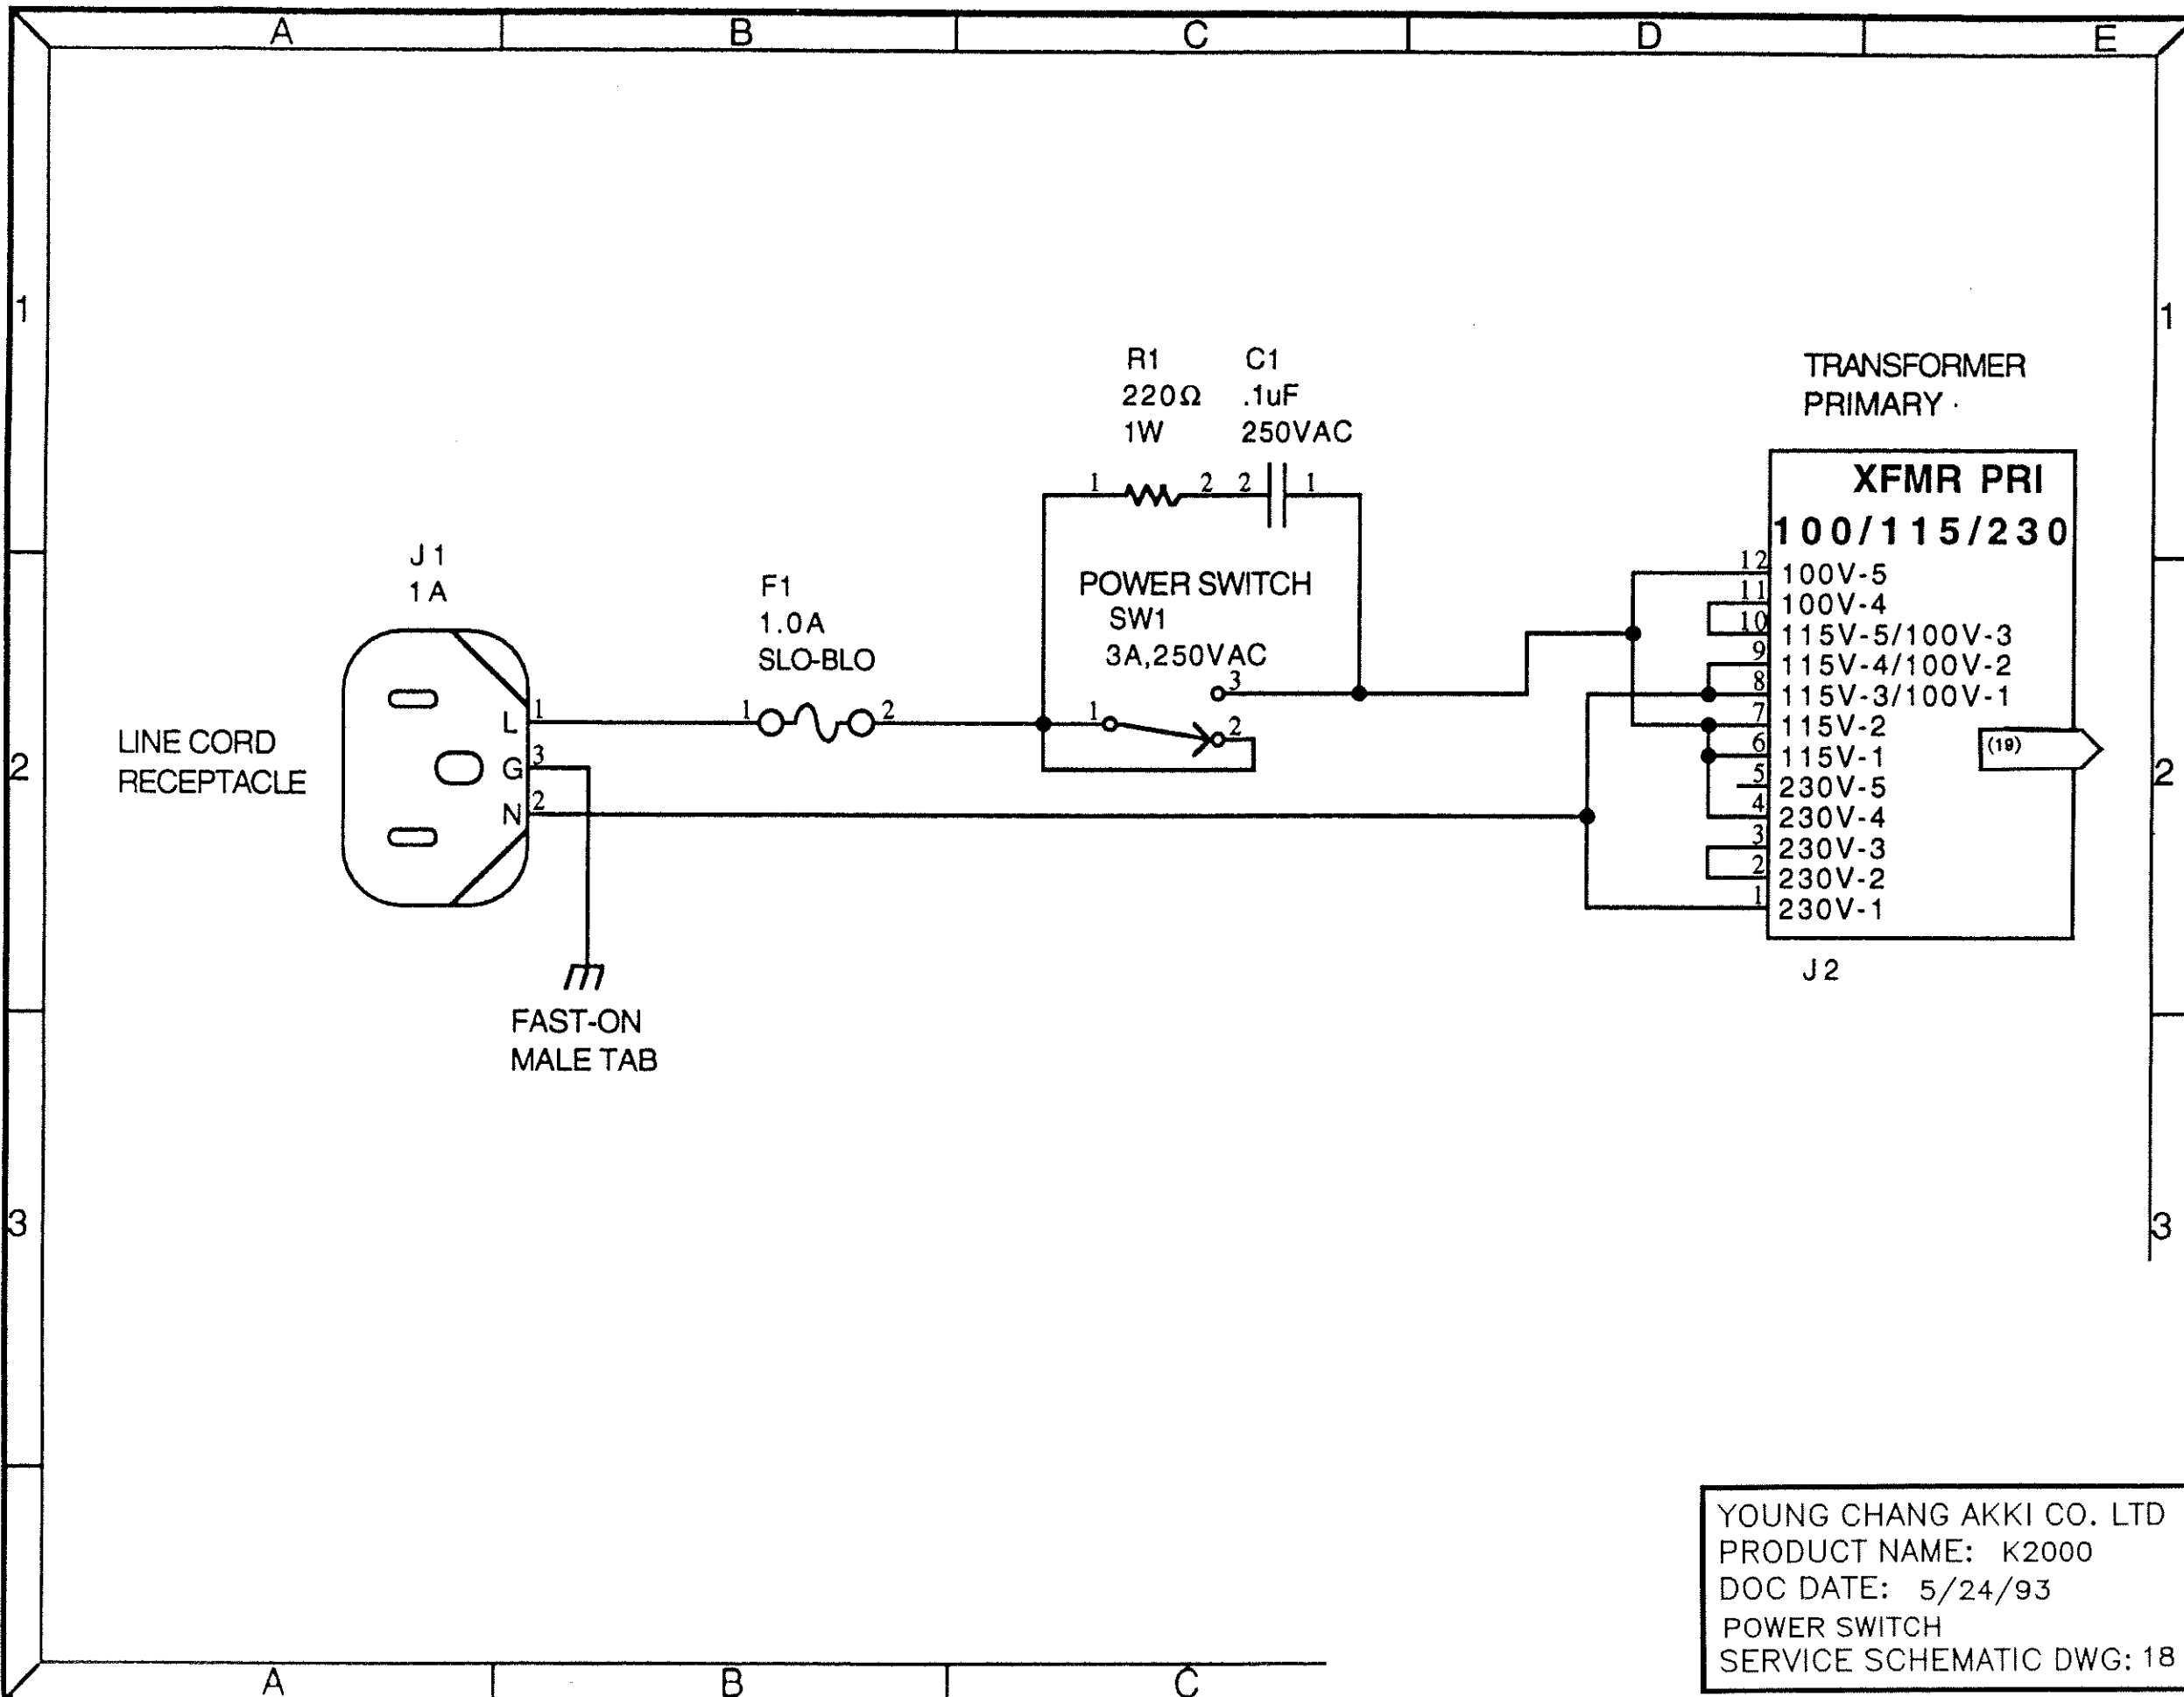 A B C D E
1 1
R1 C1
220Ω .1uF
1W 250VAC
1 2 2 1
TRANSFORMER
PRIMARY
XFMR PRI
100/115/230
J1
1A
F1
1.0A
SLO-BLO
POWER SWITCH
SW1
3A,250VAC
3
1 2
LINE CORD
RECEPTACLE
L 1
G 3
N 2
1 2
12 100V-5
11 100V-4
10 115V-5/100V-3
9 115V-4/100V-2
8 115V-3/100V-1
7 115V-2
6 115V-1
5 230V-5
4 230V-4
3 230V-3
2 230V-2
1 230V-1
(19)
J2
2 2
FAST-ON
MALE TAB
3 3
YOUNG CHANG AKKI CO. LTD
PRODUCT NAME: K2000
DOC DATE: 5/24/93
POWER SWITCH
SERVICE SCHEMATIC DWG: 18
A B C